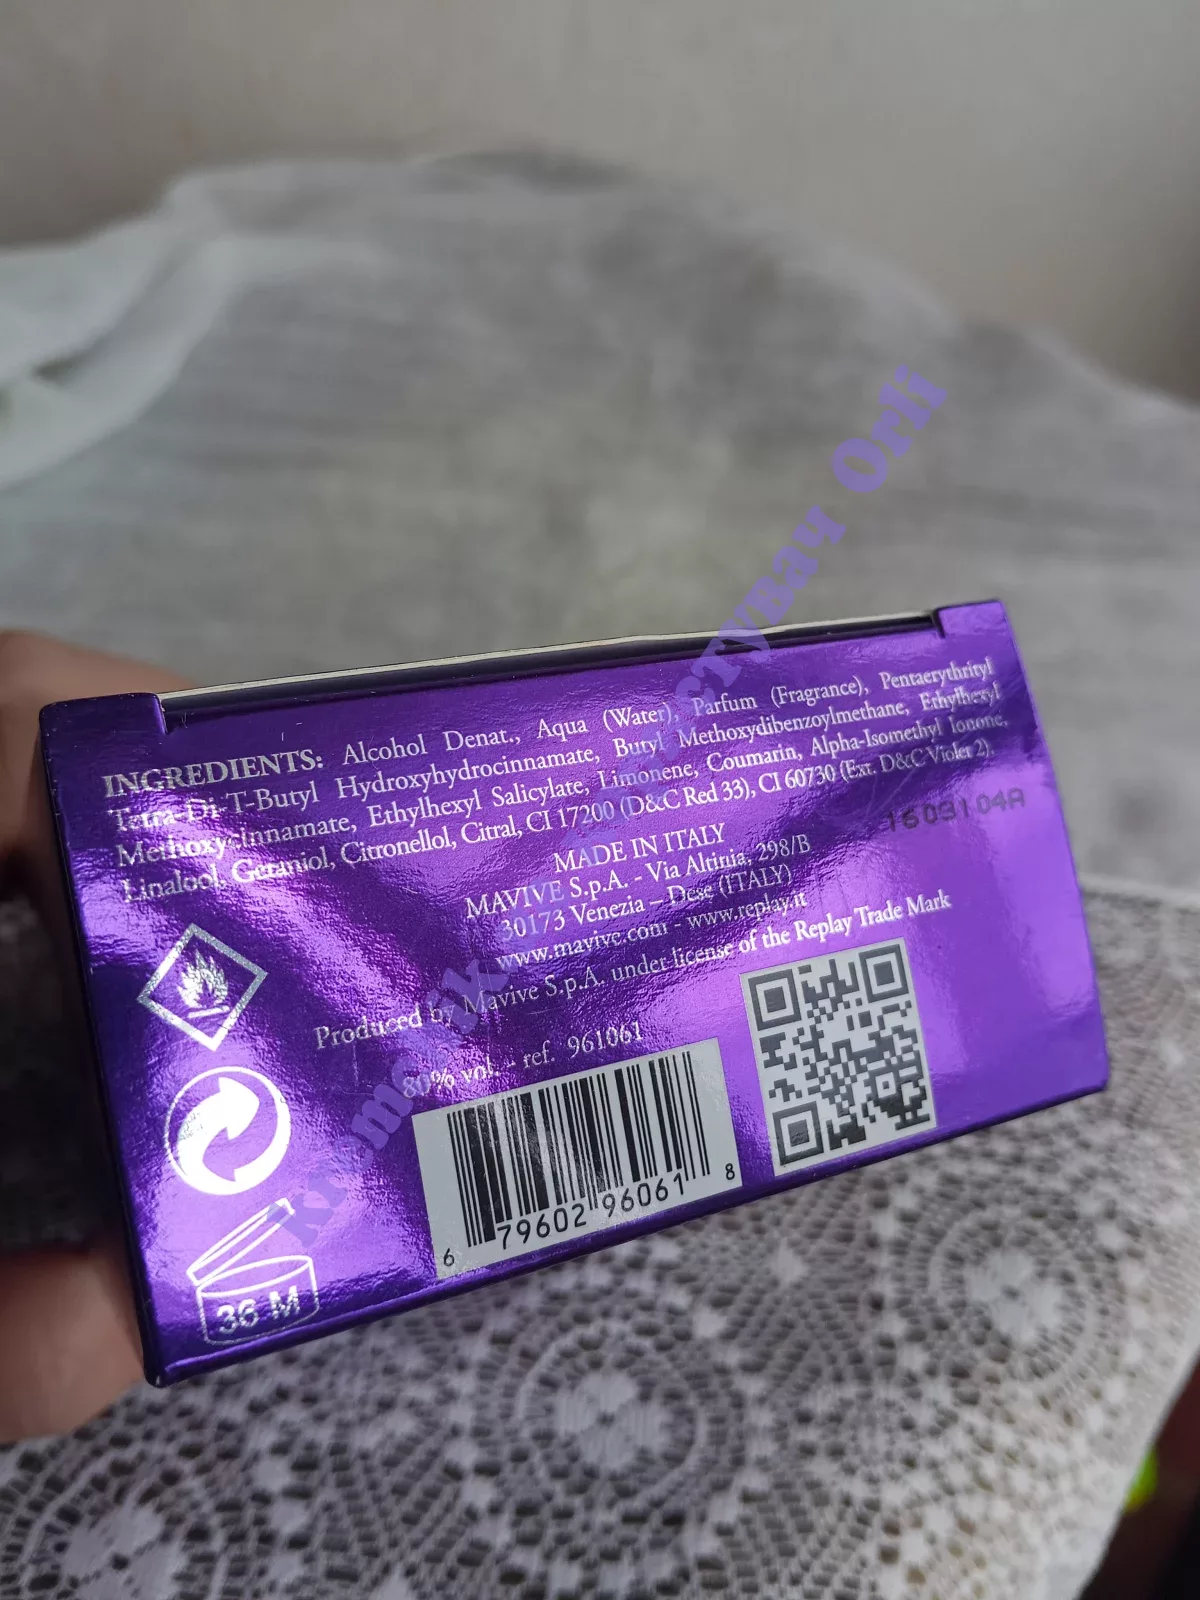 INGREDIENTS: Alcohol Denat., Aqua (Water), Parfum (Fragrance), Pentaerythrityl
Tetra-Di-T-Butyl Hydroxyhydrocinnamate, Butyl Methoxydibenzoylmethane, Ethylhexyl
Methoxycinnamate, Ethylhexyl Salicylate, Limonene, Coumarin, Alpha-Isomethyl Ionone,
Linalool, Geraniol, Citronellol, Citral, CI 17200 (D&C Red 33), CI 60730 (Ext. D&C Violet 2).
MADE IN ITALY
MAVIVE S.p.A. - Via Altinia, 298/B
30173 Venezia – Dese (ITALY)
www.mavive.com - www.replay.it
Produced by Mavive S.p.A. under license of the Replay Trade Mark
80% vol. - ref. 961061
6 79602 96061 8
36 M
Orli